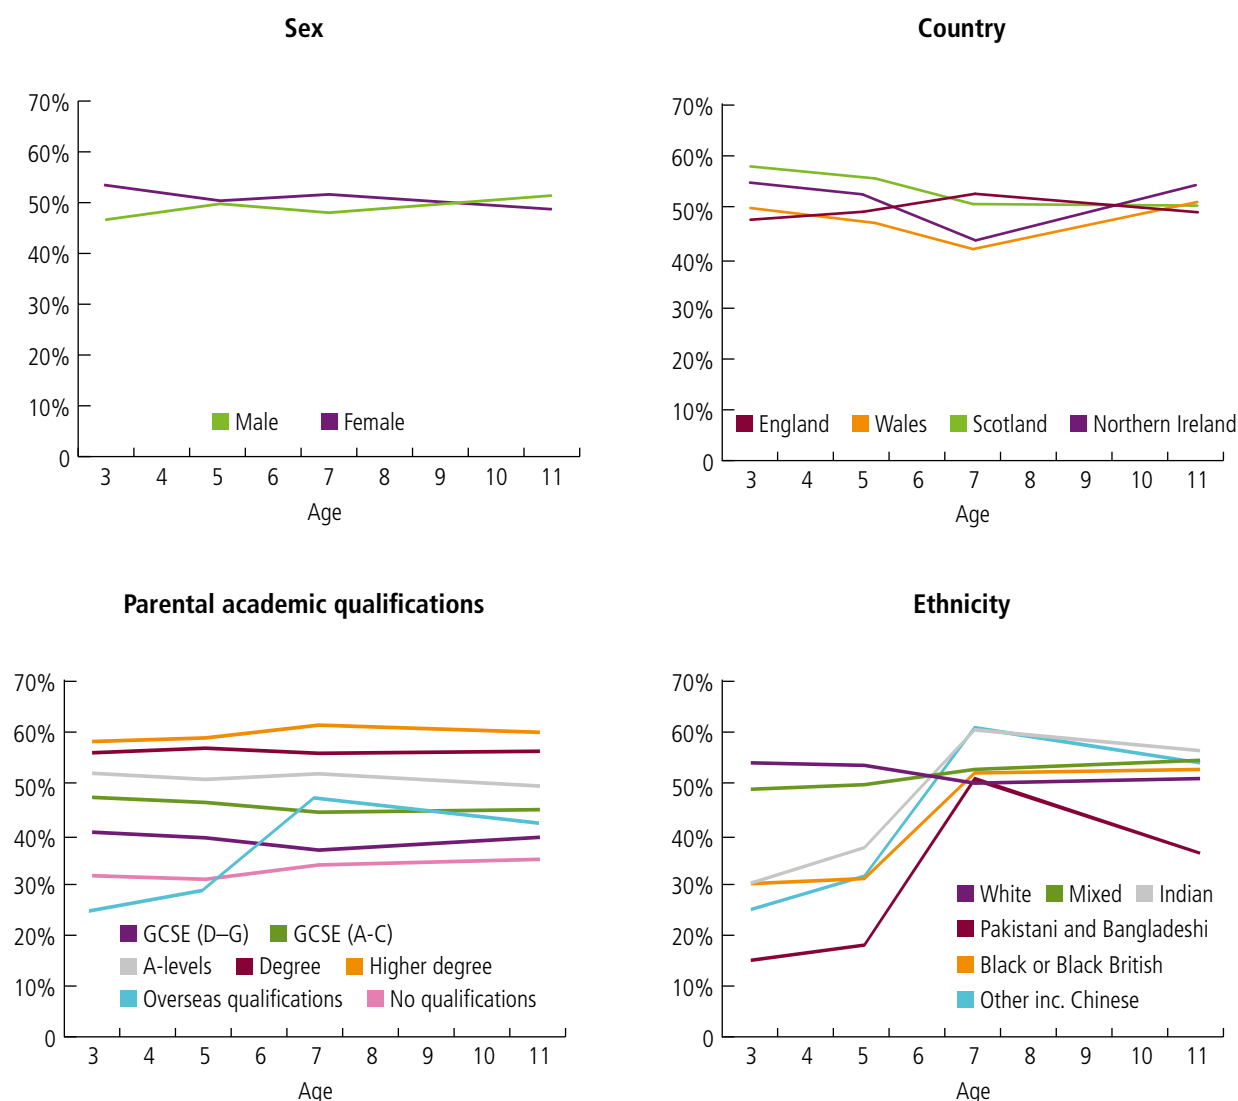 Sex
70%
60%
50%
40%
30%
20%
10%
0
Male Female
3 4 5 6 7 8 9 10 11
Age
Country
70%
60%
50%
40%
30%
20%
10%
0
England Wales Scotland Northern Ireland
3 4 5 6 7 8 9 10 11
Age
Parental academic qualifications
70%
60%
50%
40%
30%
20%
10%
0
GCSE (D–G) GCSE (A-C)
A-levels Degree Higher degree
Overseas qualifications No qualifications
3 4 5 6 7 8 9 10 11
Age
Ethnicity
70%
60%
50%
40%
30%
20%
10%
0
White Mixed Indian
Pakistani and Bangladeshi
Black or Black British
Other inc. Chinese
3 4 5 6 7 8 9 10 11
Age